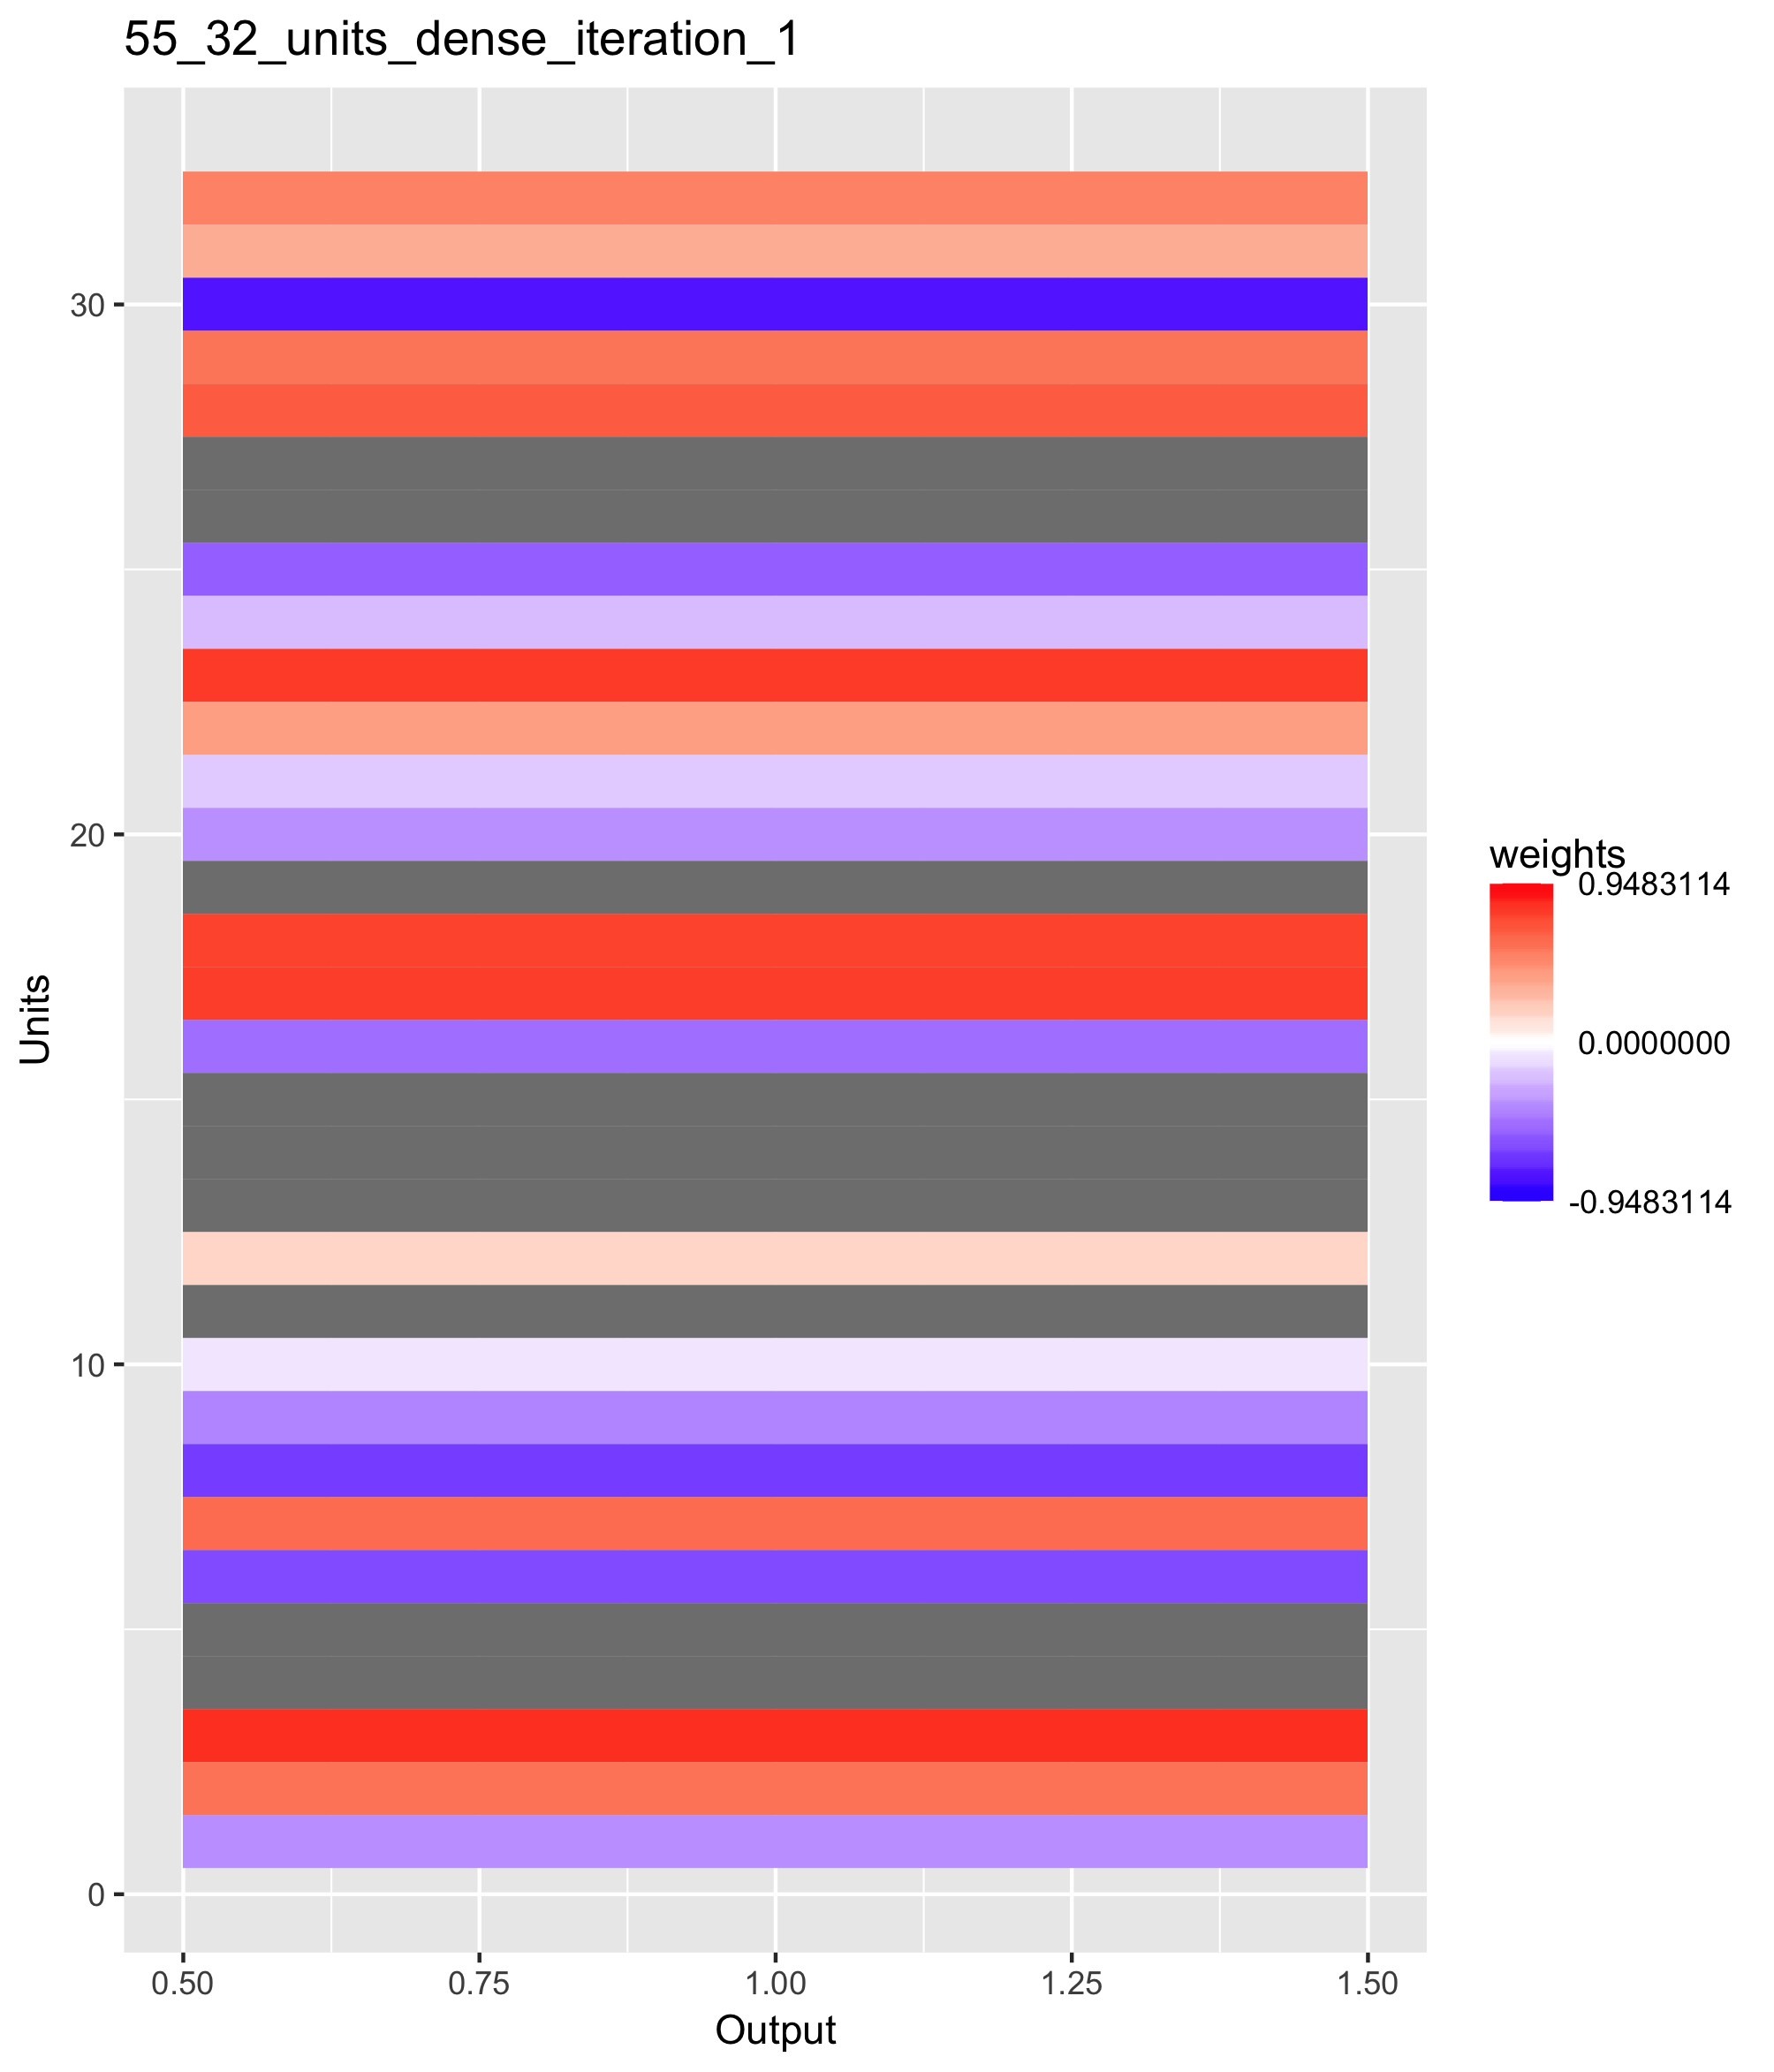 55_32_units_dense_iteration_1
30
20
10
0
Units
0.50 0.75 1.00 1.25 1.50
Output
weights
0.9483114
0.0000000
-0.9483114